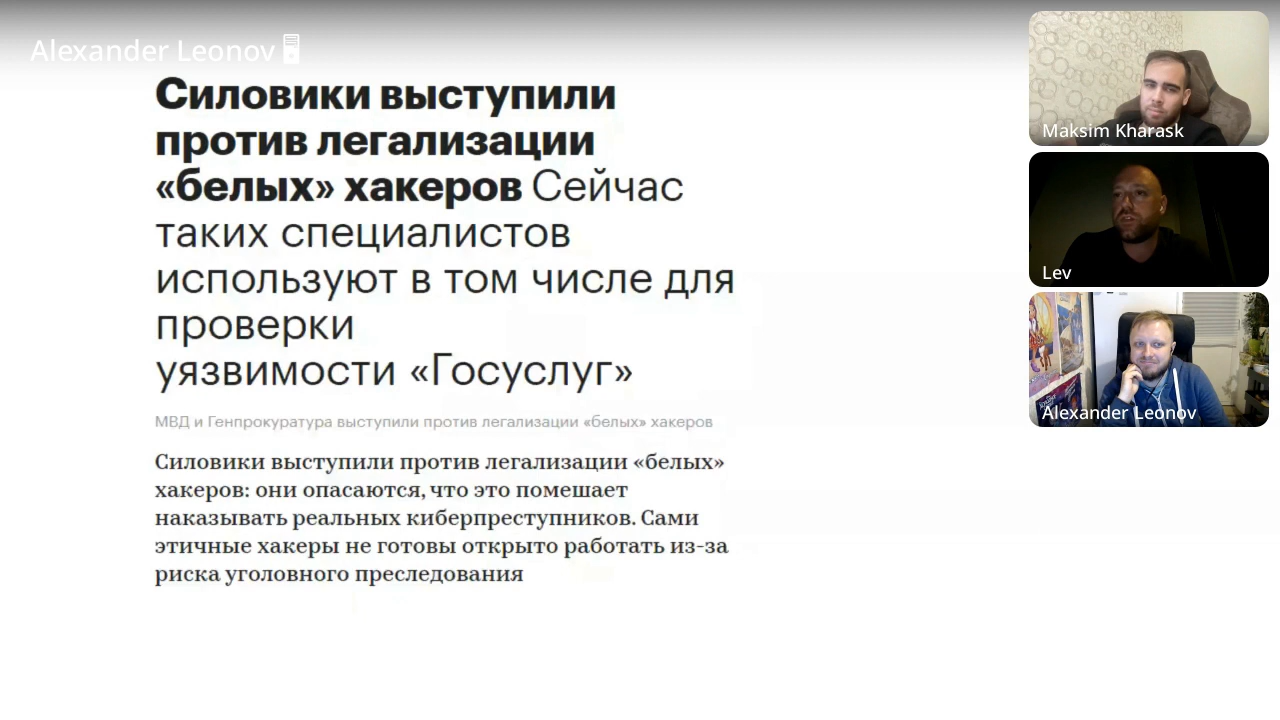 Alexander Leonov
Силовики выступили
против легализации
«белых» хакеров Сейчас
таких специалистов
используют в том числе для
проверки
уязвимости «Госуслуг»
МВД и Генпрокуратура выступили против легализации «белых» хакеров
Силовики выступили против легализации «белых»
хакеров: они опасаются, что это помешает
наказывать реальных киберпреступников. Сами
этичные хакеры не готовы открыто работать из-за
риска уголовного преследования
Maksim Kharask
Lev
Alexander Leonov